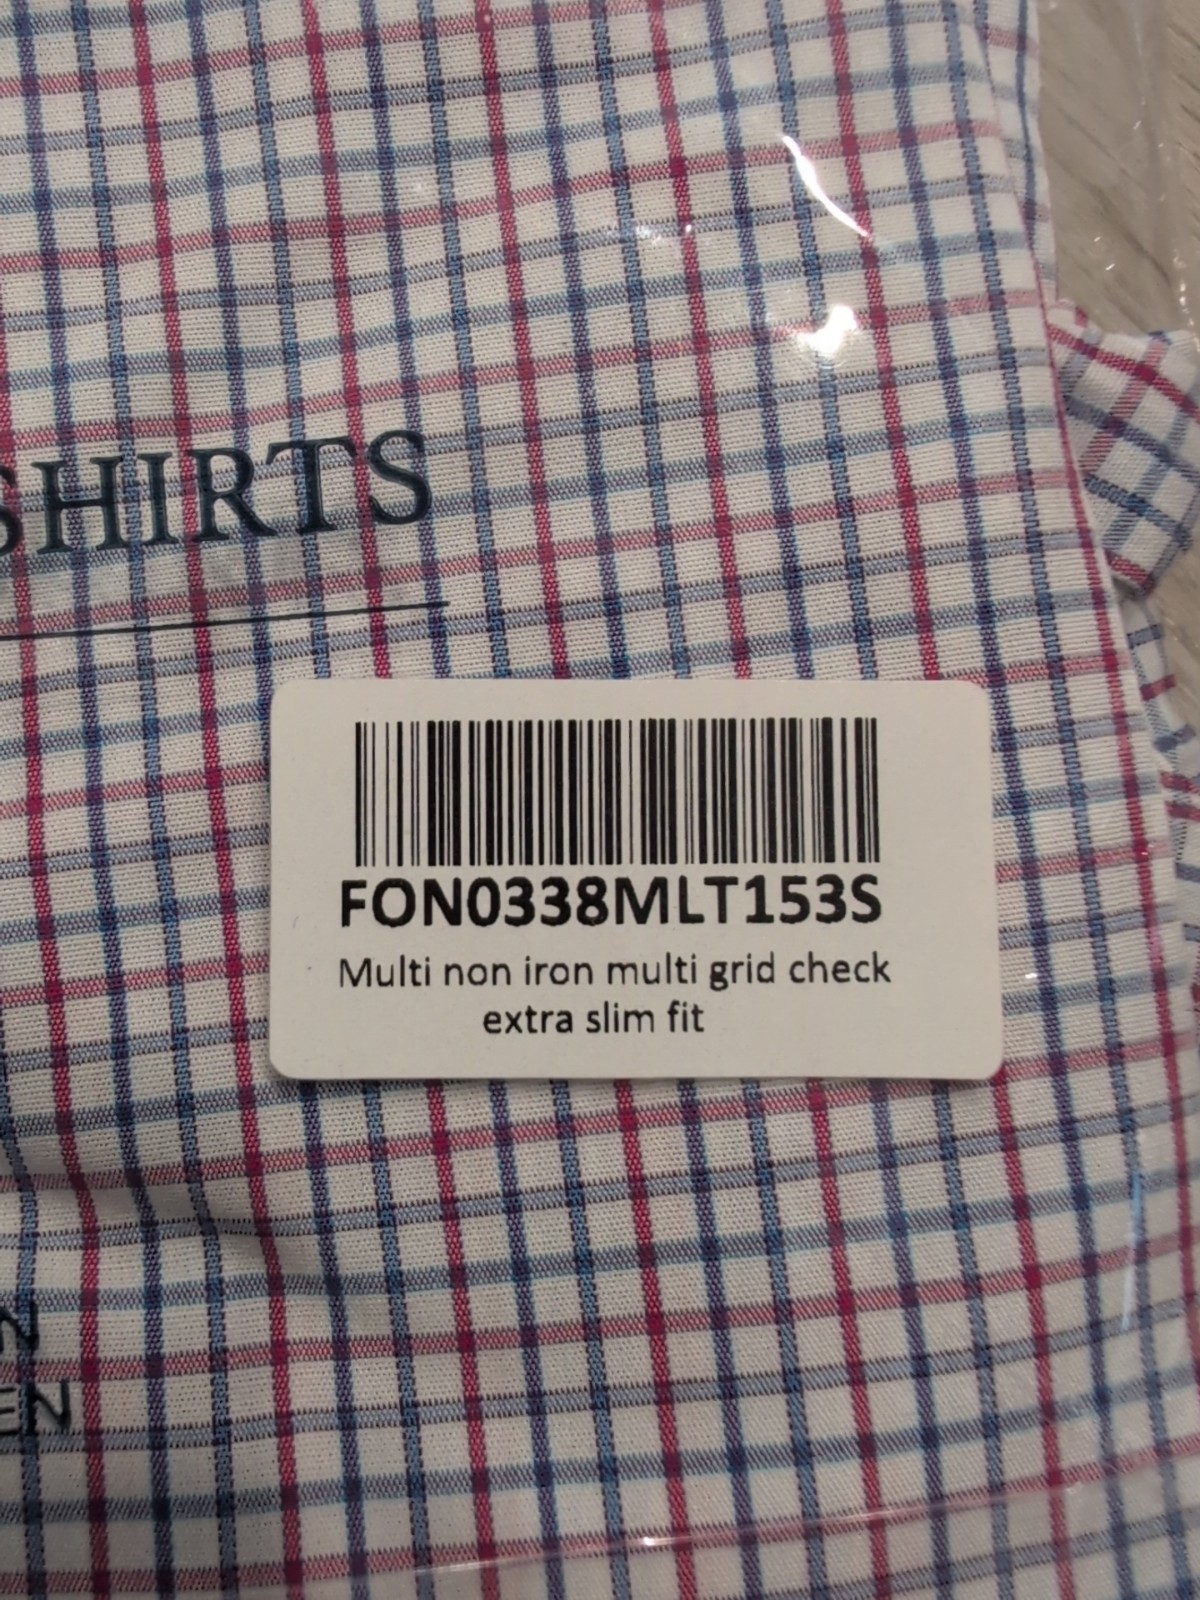 SHIRTS
FON0338MLT153S
Multi non iron multi grid check
extra slim fit